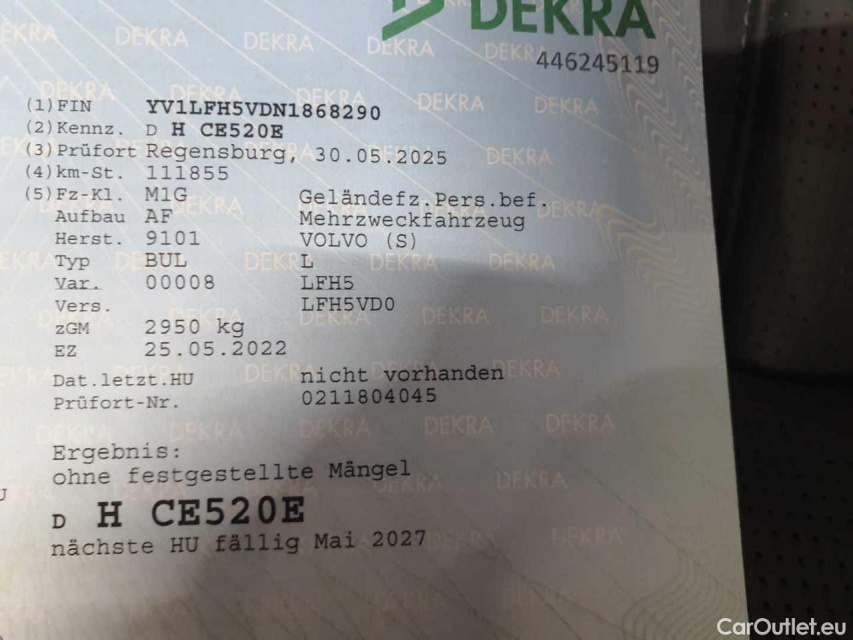 DEKRA
446245119
(1) FIN YV1LFH5VDN1868290
(2) Kennz. D H CE520E
(3) Prüfort Regensburg, 30.05.2025
(4) km-St. 111855
(5) Fz-Kl. M1G Geländefz.Pers.bef.
Aufbau AF Mehrzweckfahrzeug
Herst. 9101 VOLVO (S)
Typ BUL L
Var. 00008 LFH5
Vers. LFH5VD0
zGM 2950 kg
EZ 25.05.2022
Dat.letzt.HU nicht vorhanden
Prüfort-Nr. 0211804045
Ergebnis:
ohne festgestellte Mängel
D H CE520E
nächste HU fällig Mai 2027
CarOutlet.eu